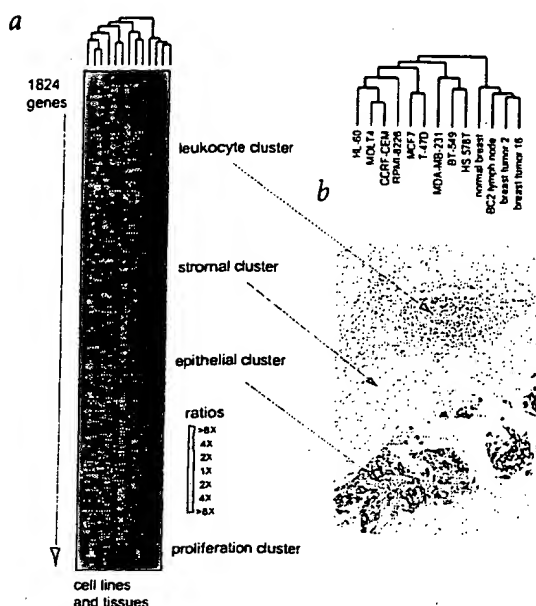 a
1824
genes
leukocyte cluster
stromal cluster
epithelial cluster
ratios
>8X
4X
2X
1X
2X
4X
>8X
proliferation cluster
cell lines
and tissues
HL-60
MOLT4
CCRF-CEM
RPMI-8226
MCF7
T-47D
MDA-MB-231
BT-549
HS 578T
normal breast
BC2 lymph node
breast tumor 2
breast tumor 16
b